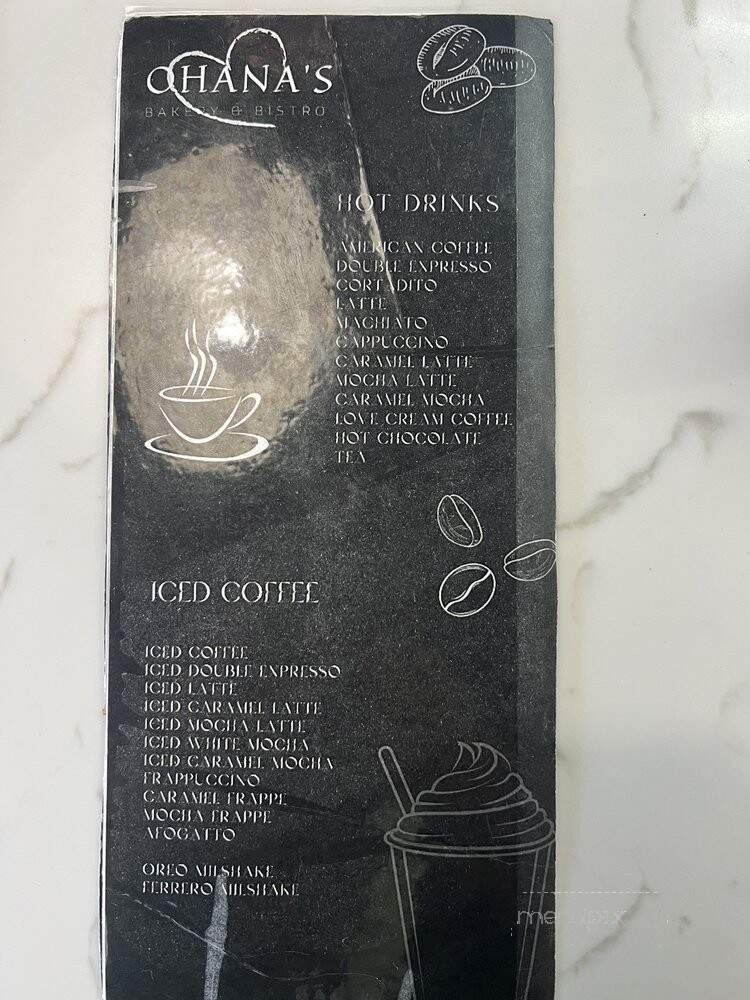 OHANA'S
BAKERY & BISTRO
HOT DRINKS
AMERICAN COFFEE
DOUBLE EXPRESSO
CORTADITO
LATTE
MACHIATO
CAPPUCCINO
CARAMEL LATTE
MOCHA LATTE
CARAMEL MOCHA
LOVE CREAM COFFEE
HOT CHOCOLATE
TEA
ICED COFFEE
ICED COFFEE
ICED DOUBLE EXPRESSO
ICED LATTE
ICED CARAMEL LATTE
ICED MOCHA LATTE
ICED WHITE MOCHA
ICED CARAMEL MOCHA
FRAPPUCCINO
CARAMEL FRAPPE
MOCHA FRAPPE
AFOGATTO
OREO MILSHAKE
FERRERO MILSHAKE
menupix